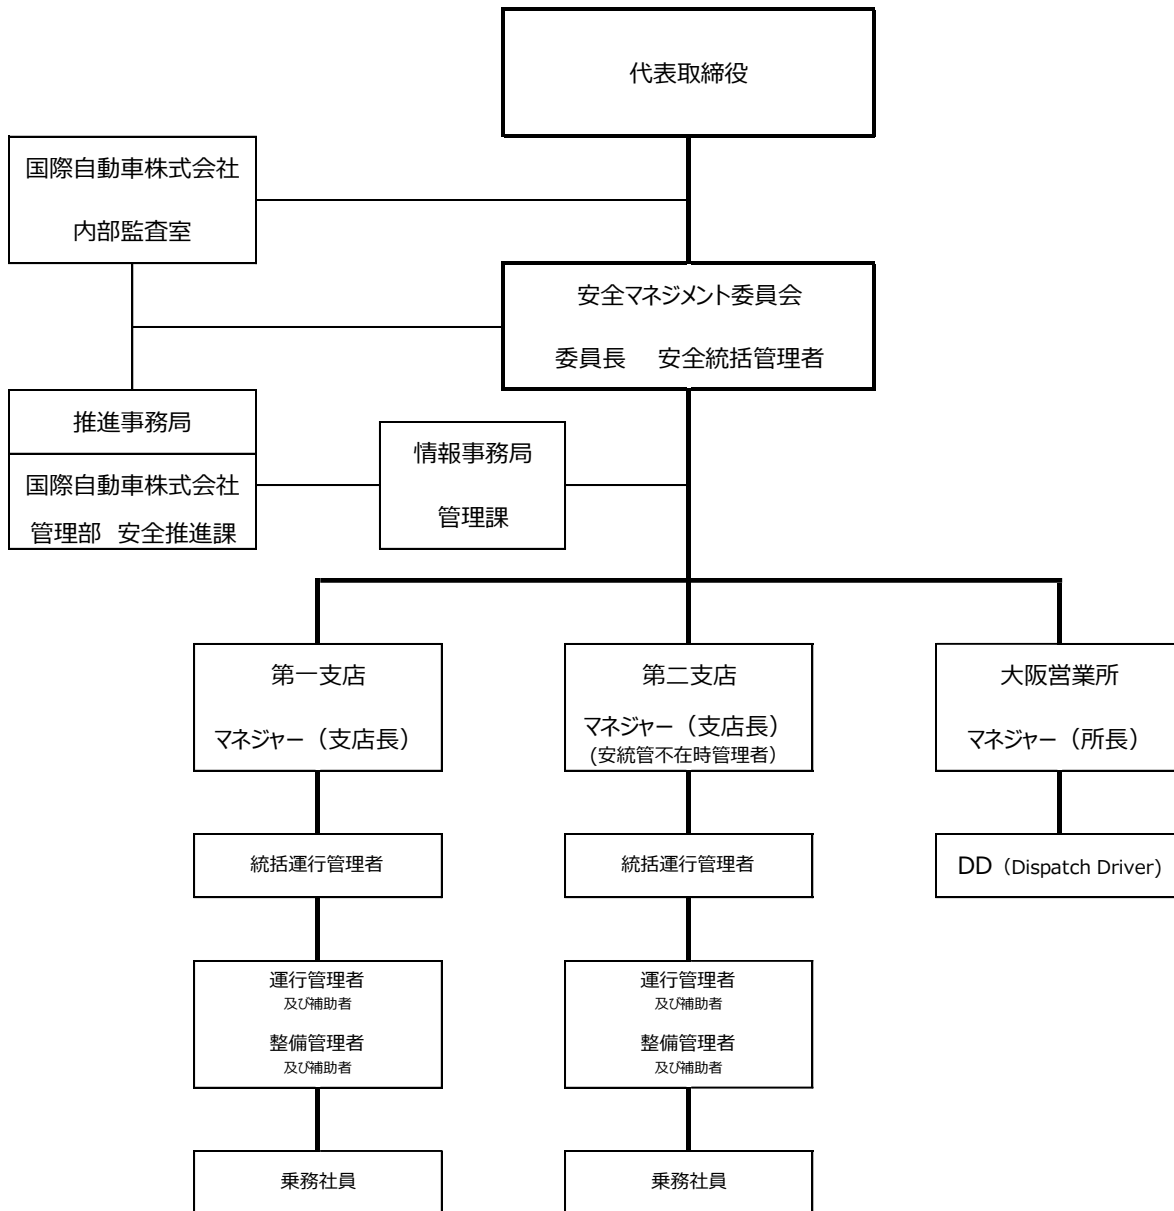 代表取締役
国際自動車株式会社
内部監査室
安全マネジメント委員会
委員長　安全統括管理者
推進事務局
国際自動車株式会社
管理部　安全推進課
情報事務局
管理課
第一支店
マネジャー（支店長）
第二支店
マネジャー（支店長）
(安統管不在時管理者）
大阪営業所
マネジャー（所長）
統括運行管理者
統括運行管理者
DD（Dispatch Driver)
運行管理者
及び補助者
整備管理者
及び補助者
運行管理者
及び補助者
整備管理者
及び補助者
乗務社員
乗務社員